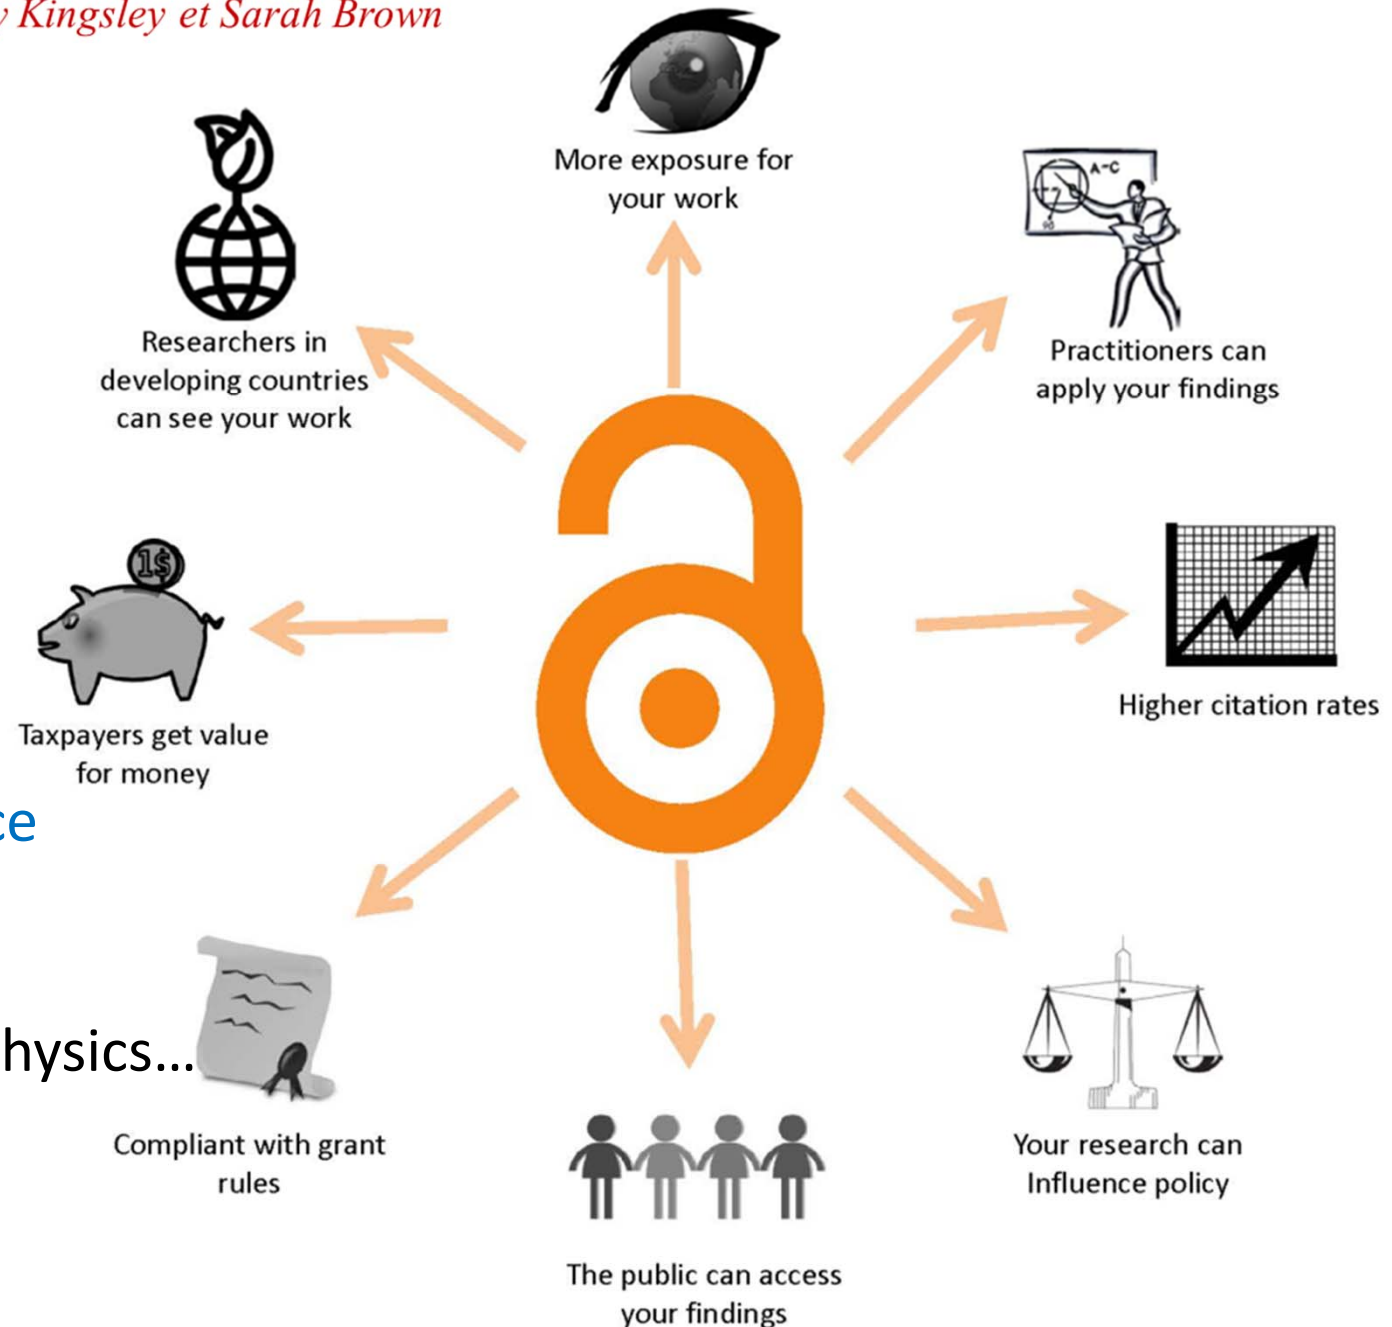 Kingsley et Sarah Brown
More exposure for
your work
A-C
90
Practitioners can
apply your findings
Researchers in
developing countries
can see your work
1$
Higher citation rates
Taxpayers get value
for money
ce
hysics...
Compliant with grant
rules
Your research can
Influence policy
The public can access
your findings